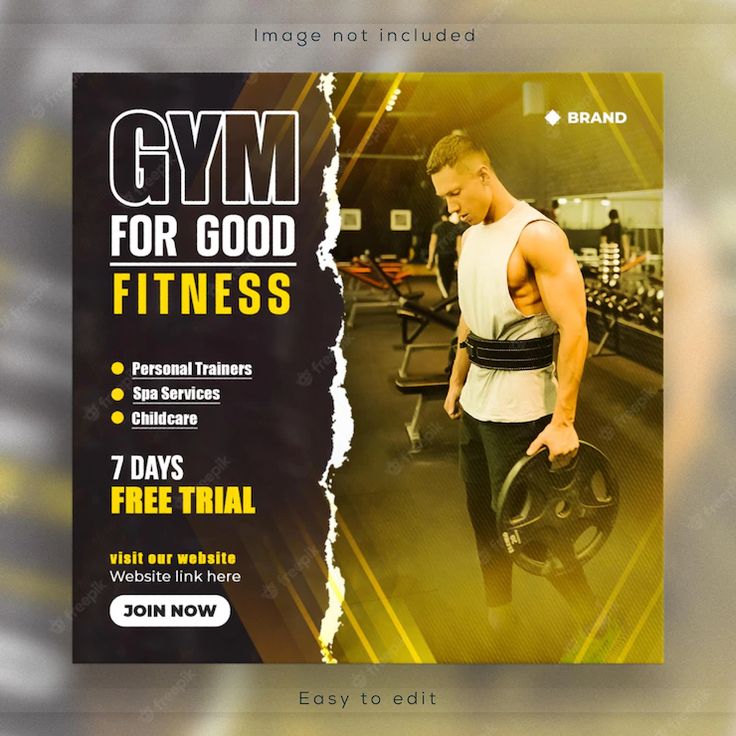 Image not included
GYM
FOR GOOD
FITNESS
BRAND
Personal Trainers
Spa Services
Childcare
7 DAYS
FREE TRIAL
visit our website
Website link here
JOIN NOW
Easy to edit
freepik